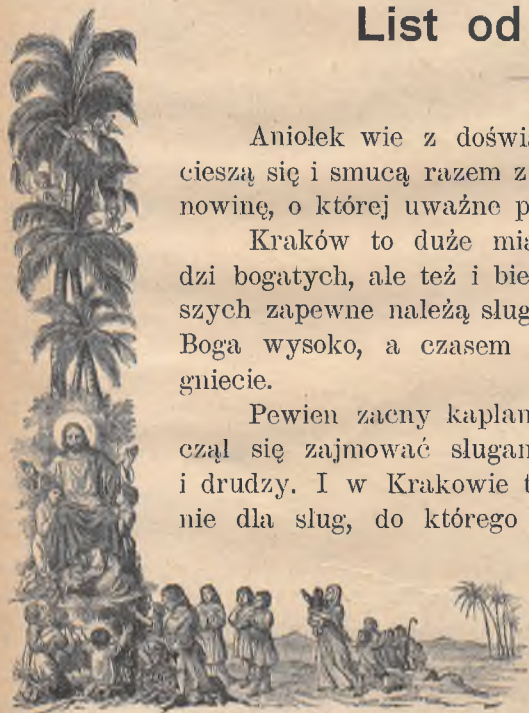 List od
Aniołek wie z doświa
cieszą się i smucą razem z
nowinę, o której uważne p
Kraków to duże mia
dzi bogatych, ale też i bie
szych zapewne należą sług
Boga wysoko, a czasem
gniecie.
Pewien zacny kapłan
czął się zajmować sługam
i drudzy. I w Krakowie t
nie dla sług, do którego